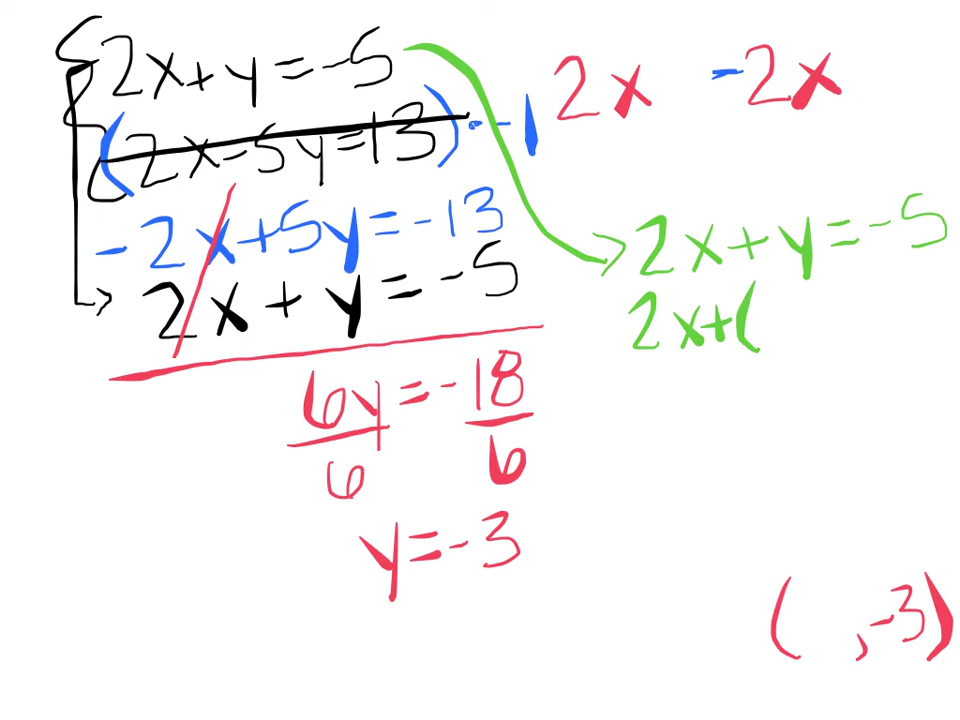 2x+y=-5
(2x-5y=13)·-1
2x -2x
-2x+5y=-13
2x+y=-5
6y=-18
6 6
y=-3
2x+y=-5
2x+(
( ,-3)